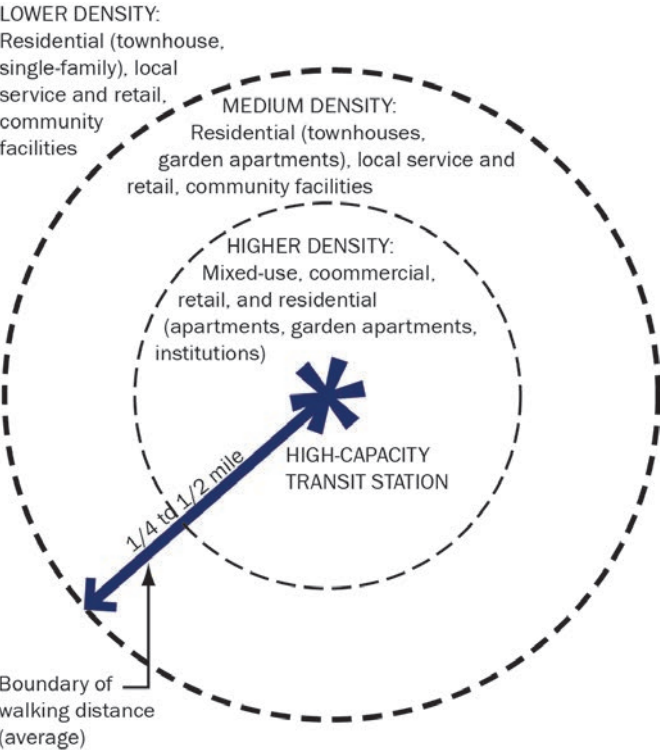 LOWER DENSITY:
Residential (townhouse,
single-family), local
service and retail,
community
facilities
MEDIUM DENSITY:
Residential (townhouses,
garden apartments), local service and
retail, community facilities
HIGHER DENSITY:
Mixed-use, coommercial,
retail, and residential
(apartments, garden apartments,
institutions)
HIGH-CAPACITY
TRANSIT STATION
1/4 to 1/2 mile
Boundary of
walking distance
(average)